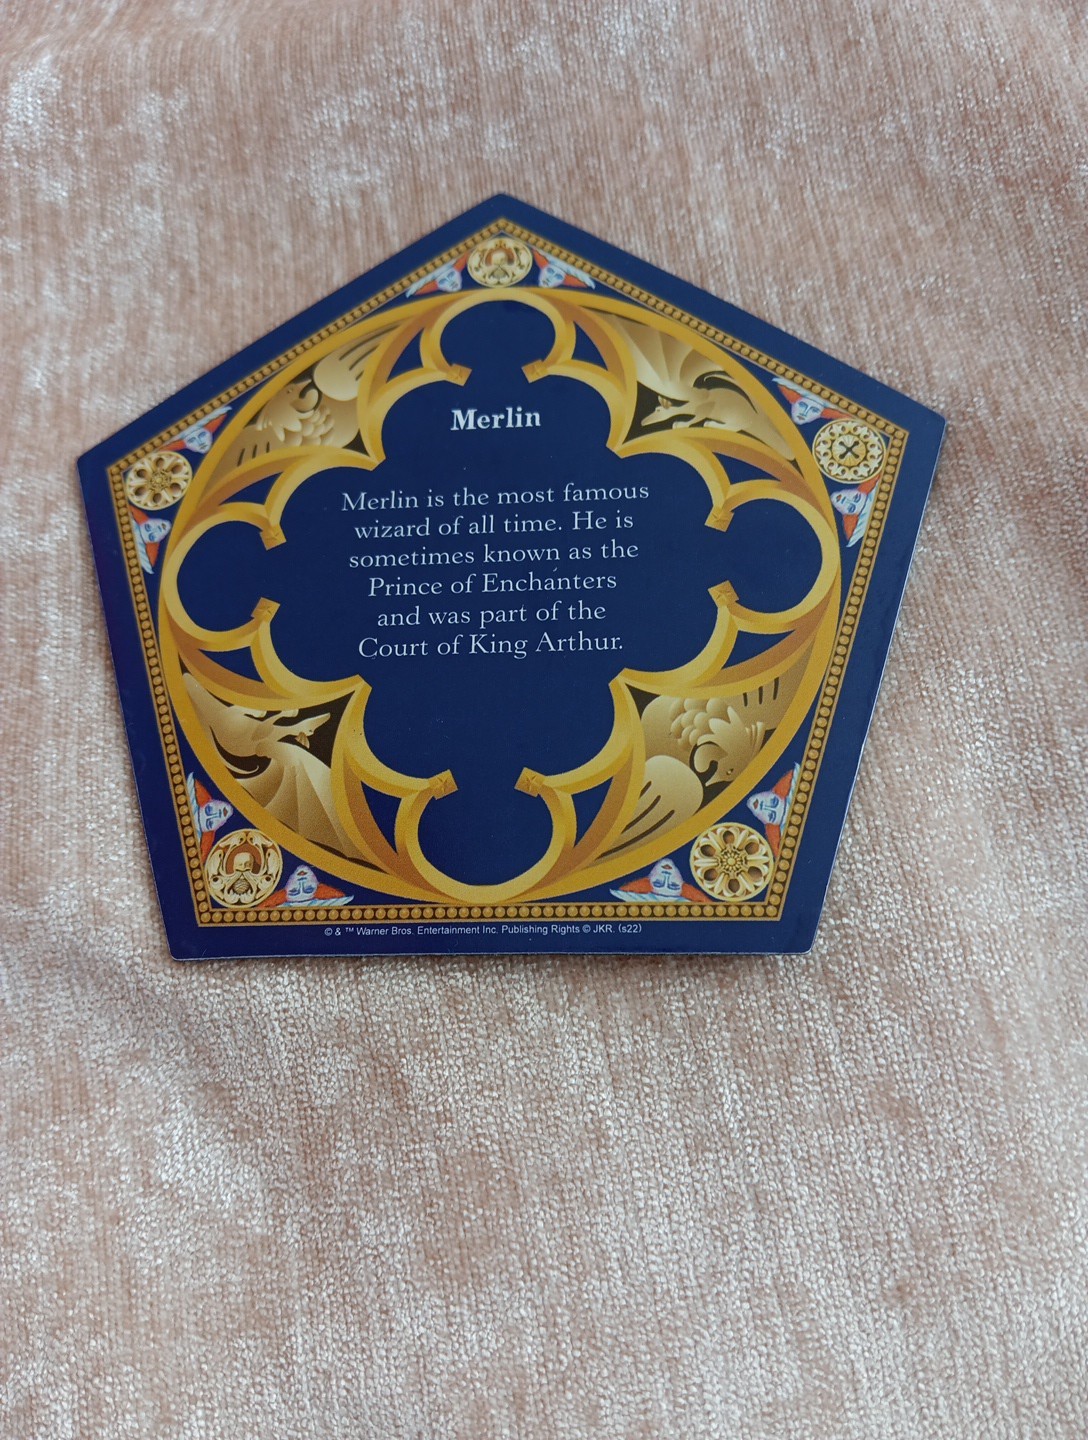 Merlin
Merlin is the most famous
wizard of all time. He is
sometimes known as the
Prince of Enchanters
and was part of the
Court of King Arthur.
© & ™ Warner Bros. Entertainment Inc. Publishing Rights © JKR. (s22)